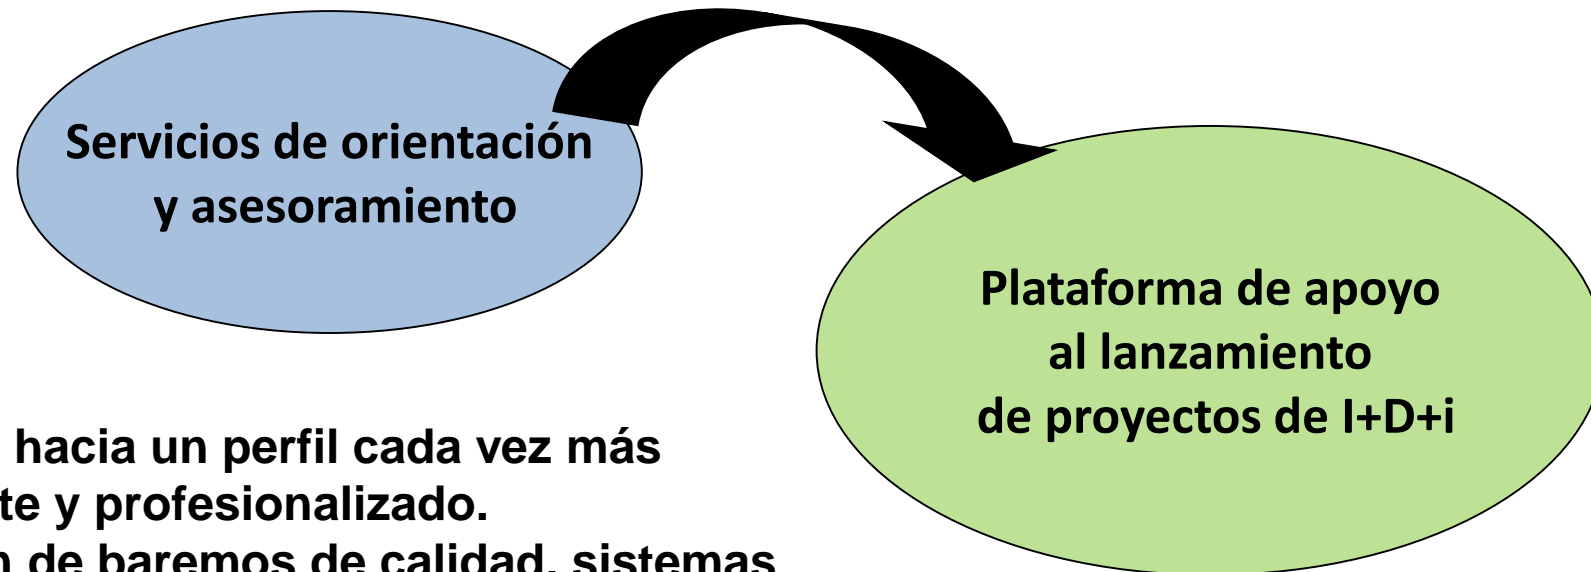 Servicios de orientación
y asesoramiento
Plataforma de apoyo
al lanzamiento
de proyectos de I+D+i
hacia un perfil cada vez más
y profesionalizado.
de baremos de calidad, sistemas